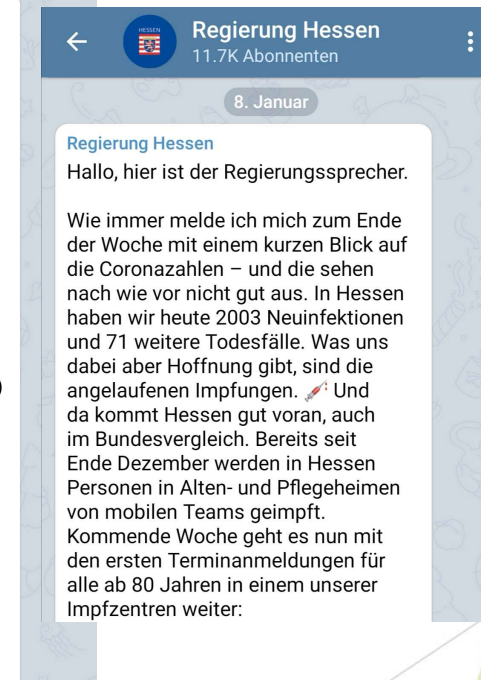 HESSEN
Regierung Hessen
11.7K Abonnenten
8. Januar
Regierung Hessen
Hallo, hier ist der Regierungssprecher.
Wie immer melde ich mich zum Ende
der Woche mit einem kurzen Blick auf
die Coronazahlen – und die sehen
nach wie vor nicht gut aus. In Hessen
haben wir heute 2003 Neuinfektionen
und 71 weitere Todesfälle. Was uns
dabei aber Hoffnung gibt, sind die
angelaufenen Impfungen. 💉 Und
da kommt Hessen gut voran, auch
im Bundesvergleich. Bereits seit
Ende Dezember werden in Hessen
Personen in Alten- und Pflegeheimen
von mobilen Teams geimpft.
Kommende Woche geht es nun mit
den ersten Terminanmeldungen für
alle ab 80 Jahren in einem unserer
Impfzentren weiter:
)